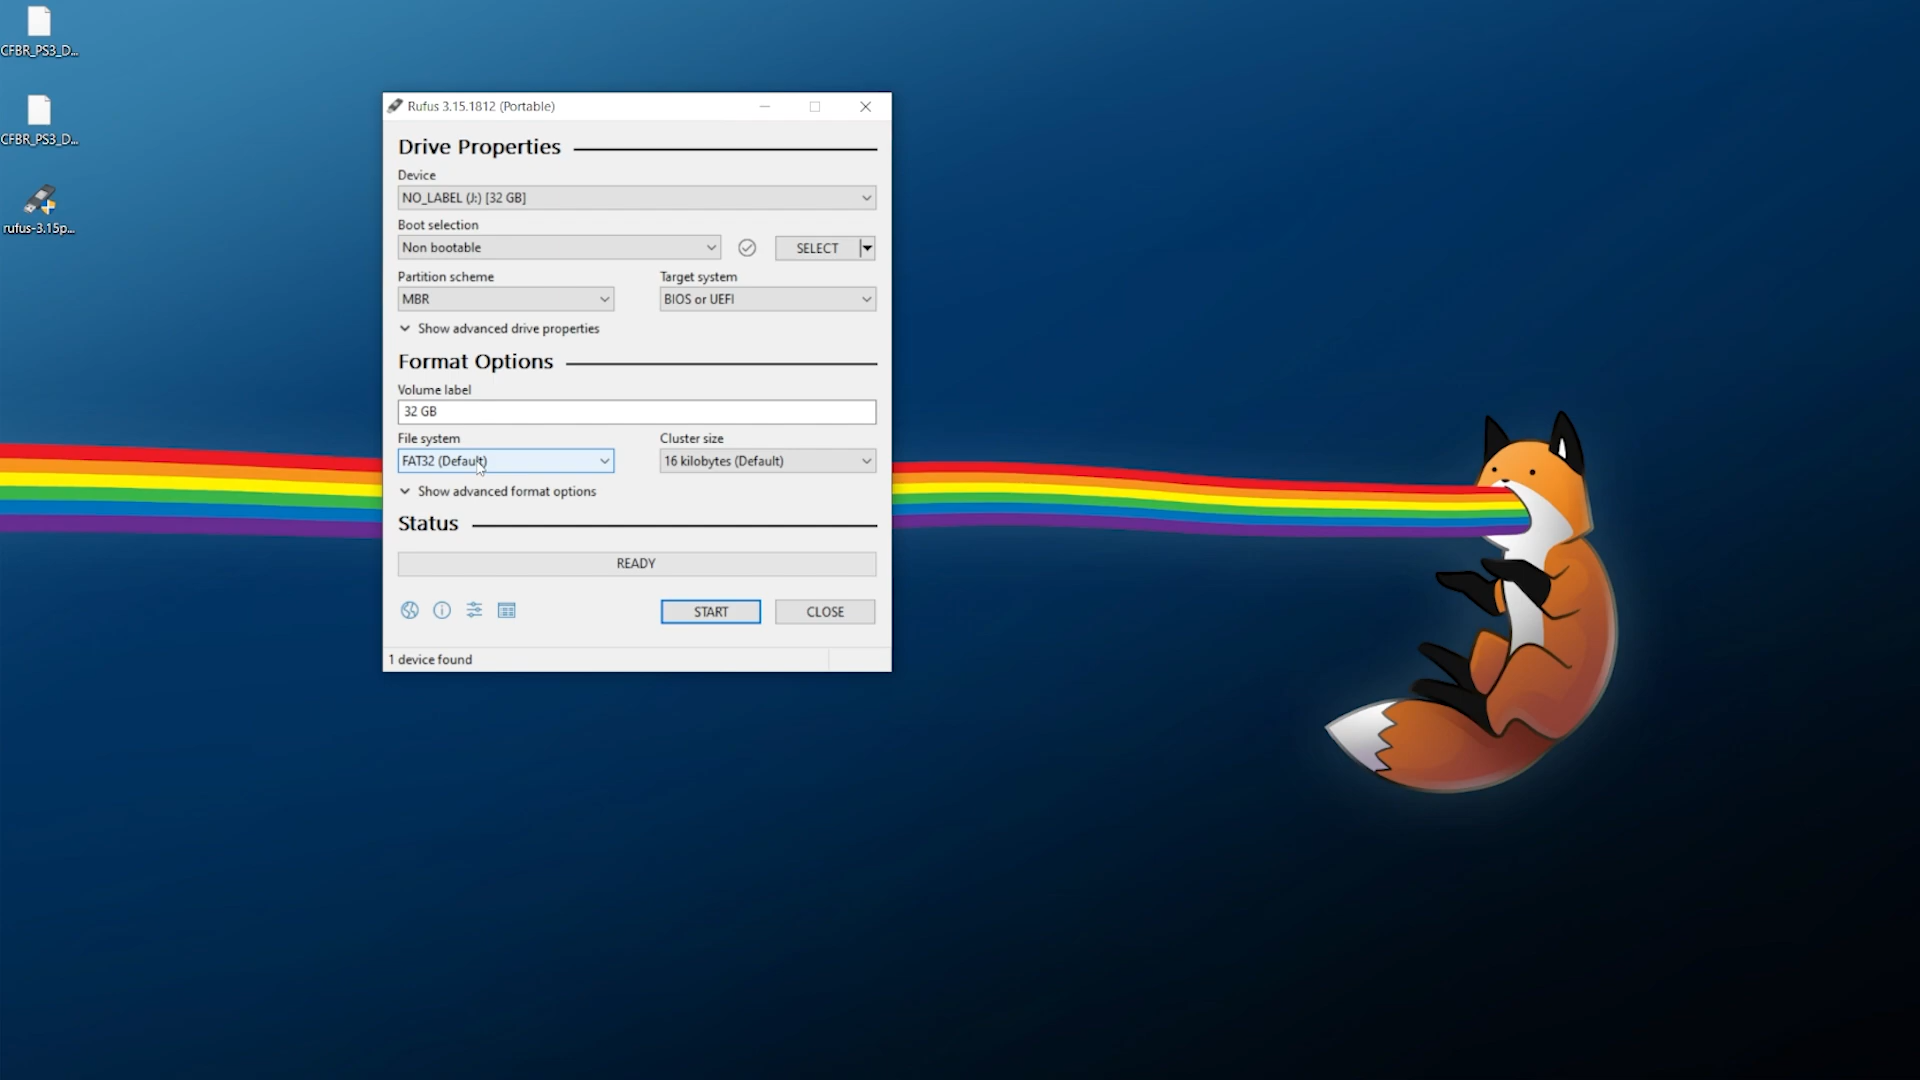 CFBR_PS3_D...
CFBR_PS3_D...
rufus-3.15p...
Rufus 3.15.1812 (Portable)
Drive Properties
Device
NO_LABEL (J:) [32 GB]
Boot selection
Non bootable
SELECT
Partition scheme
Target system
MBR
BIOS or UEFI
Show advanced drive properties
Format Options
Volume label
32 GB
File system
Cluster size
FAT32 (Default)
16 kilobytes (Default)
Show advanced format options
Status
READY
START
CLOSE
1 device found